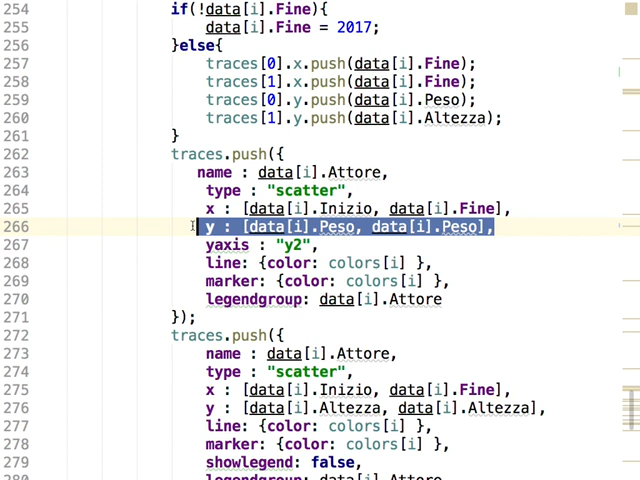 254 if(!data[i].Fine){
255 data[i].Fine = 2017;
256 }else{
257 traces[0].x.push(data[i].Fine);
258 traces[1].x.push(data[i].Fine);
259 traces[0].y.push(data[i].Peso);
260 traces[1].y.push(data[i].Altezza);
261 }
262 traces.push({
263 name : data[i].Attore,
264 type : "scatter",
265 x : [data[i].Inizio, data[i].Fine],
266 y : [data[i].Peso, data[i].Peso],
267 yaxis : "y2",
268 line: {color: colors[i] },
269 marker: {color: colors[i] },
270 legendgroup: data[i].Attore
271 });
272 traces.push({
273 name : data[i].Attore,
274 type : "scatter",
275 x : [data[i].Inizio, data[i].Fine],
276 y : [data[i].Altezza, data[i].Altezza],
277 line: {color: colors[i] },
278 marker: {color: colors[i] },
279 showlegend: false,
280 legendgroup: data[i].Attore